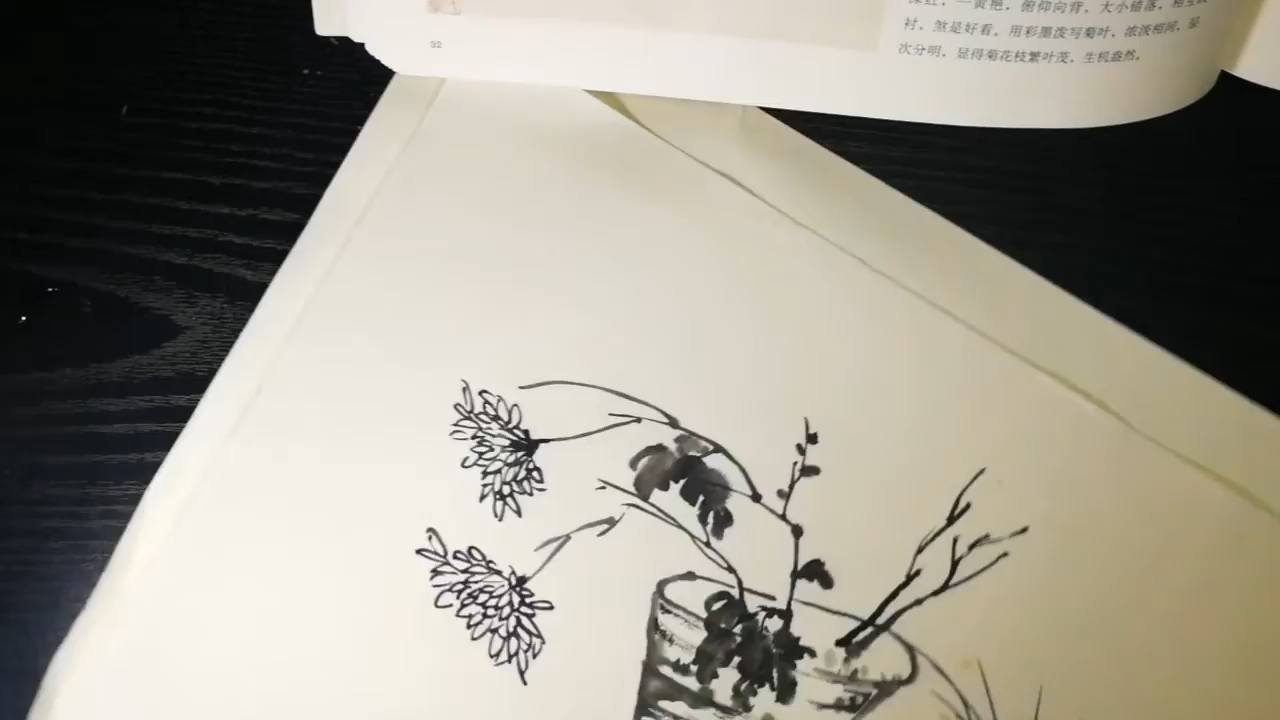 深红，一黄艳，俯仰向背，大小错落，相互
衬，煞是好看。用彩墨泼写菊叶，浓淡相间，
次分明，显得菊花枝繁叶茂，生机盎然。
32